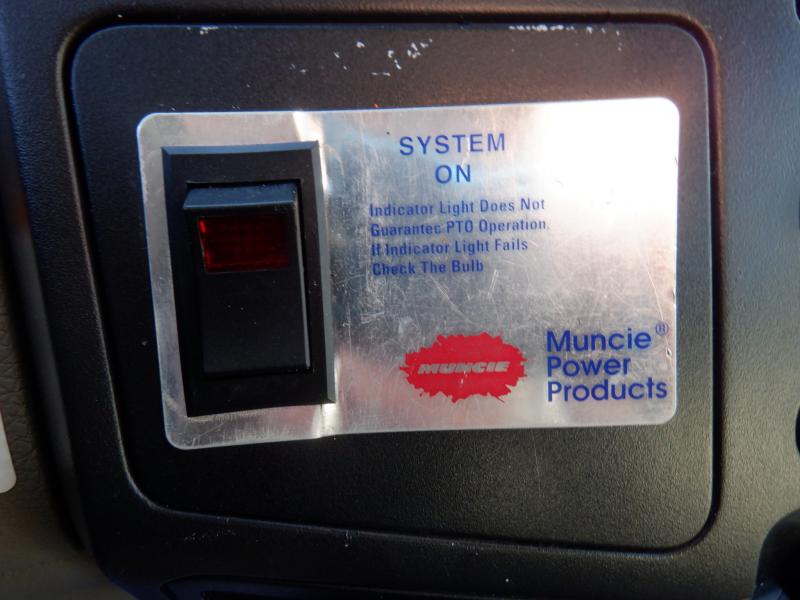 SYSTEM
ON
Indicator Light Does Not
Guarantee PTO Operation.
If Indicator Light Fails
Check The Bulb
MUNCIE
Muncie®
Power
Products